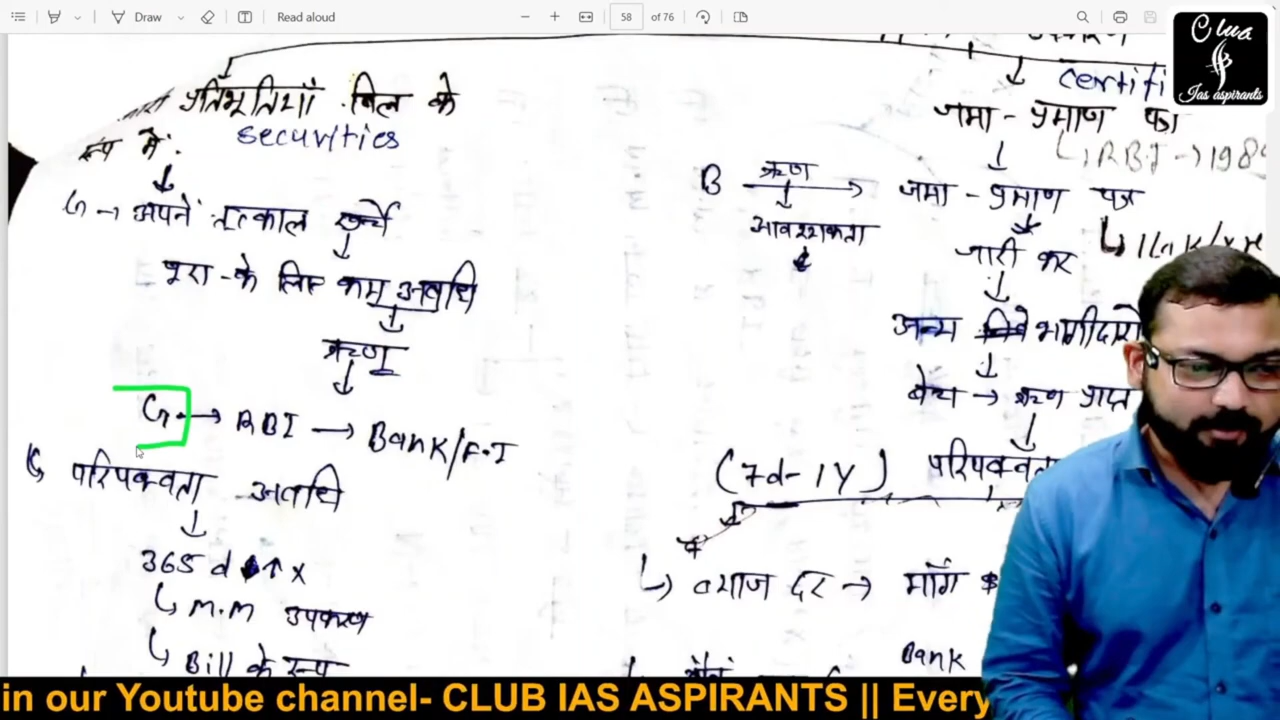 Draw
Read aloud
58 of 76
Club
Ias aspirants
प्रतिभूतियाँ बिल के
रूप में:
securities
G → अपने तत्काल खर्चे
↓
पूरा - के लिए कम अवधि
↓
ऋण
↓
G → RBI → Bank/F.I
परिपक्वता अवधि
↓
365 d ↑ x
↳ M.M उपकरण
↳ Bill के रूप
certifi
जमा - प्रमाण पत्र
↳ RBI → 198
B ऋण → जमा - प्रमाण पत्र
आवश्यकता
जारी कर
↓
अन्य भागीदारो
↓
बेच → ऋण प्राप्त
↓
(7d-1Y) परिपक्वता
↳ ब्याज दर → माँग
Bank
in our Youtube channel- CLUB IAS ASPIRANTS || Every